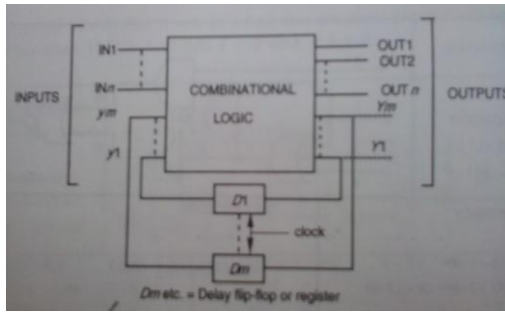 IN1
INn
ym
y1
INPUTS
COMBINATIONAL
LOGIC
OUT1
OUT2
OUT n
Ym
Y1
OUTPUTS
D1
clock
Dm
Dm etc. = Delay flip-flop or register